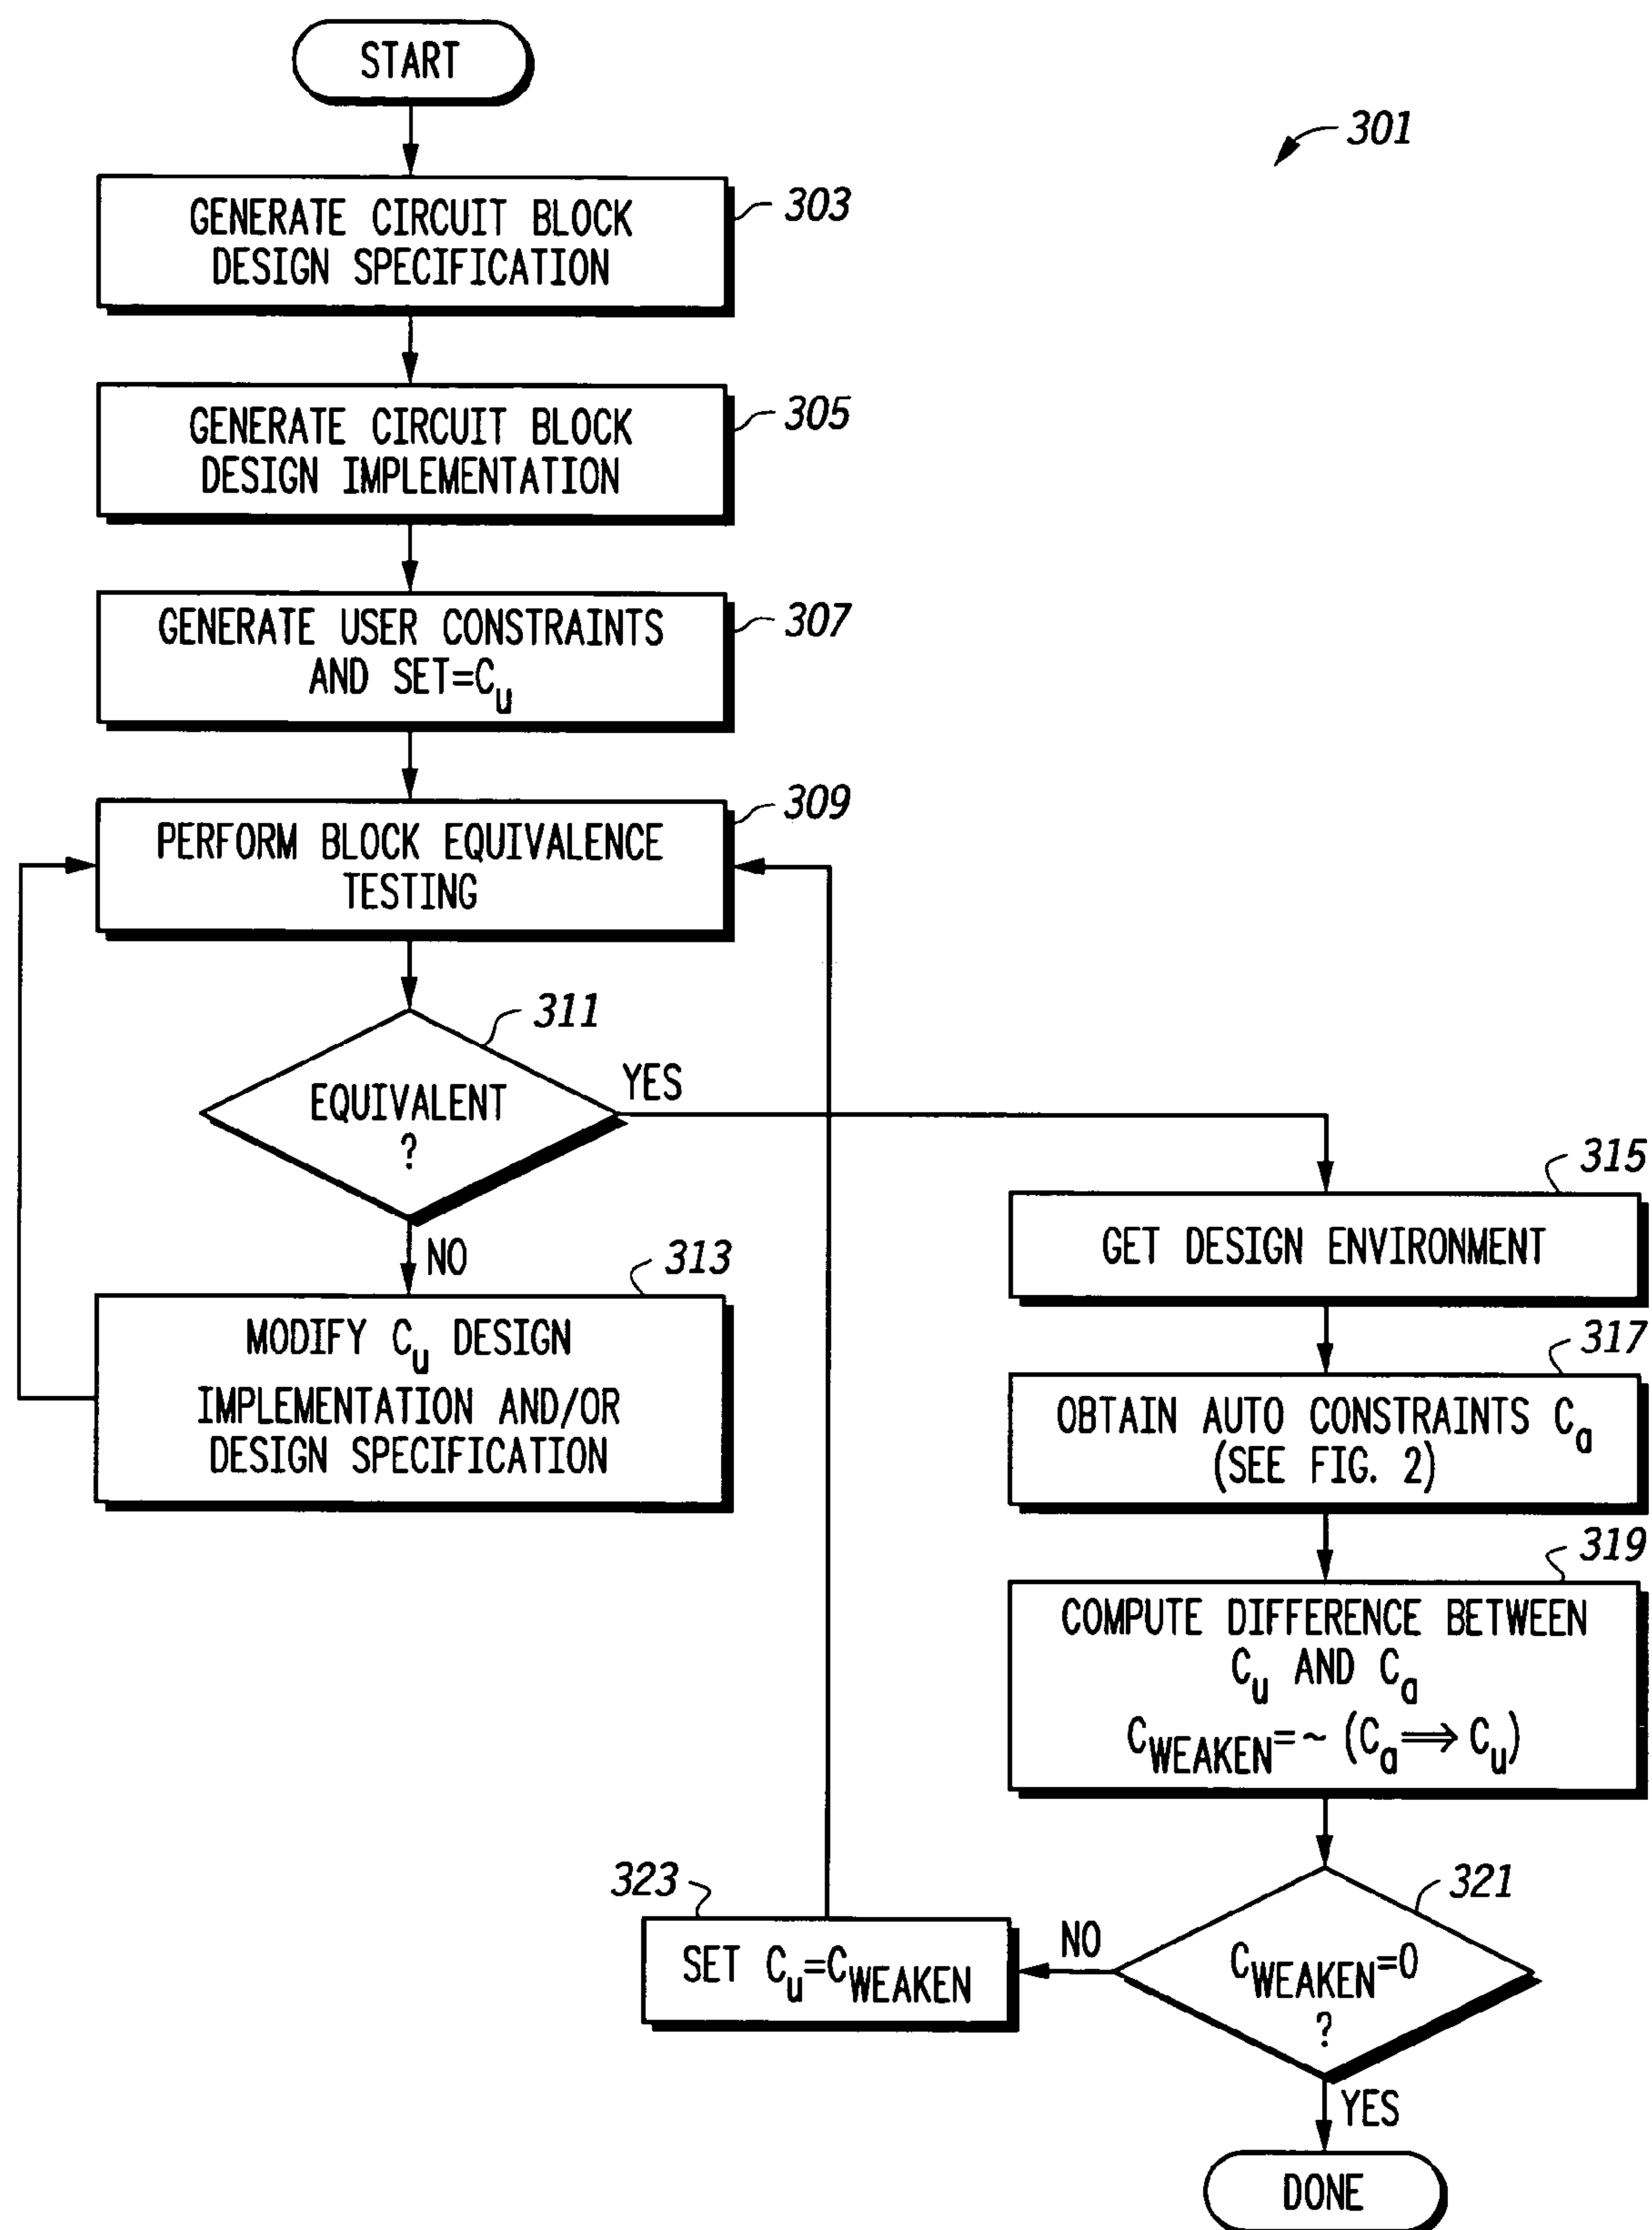 START
301
GENERATE CIRCUIT BLOCK
DESIGN SPECIFICATION
303
GENERATE CIRCUIT BLOCK
DESIGN IMPLEMENTATION
305
GENERATE USER CONSTRAINTS
AND SET=Cu
307
PERFORM BLOCK EQUIVALENCE
TESTING
309
311
EQUIVALENT
?
YES
NO
313
MODIFY Cu DESIGN
IMPLEMENTATION AND/OR
DESIGN SPECIFICATION
315
GET DESIGN ENVIRONMENT
317
OBTAIN AUTO CONSTRAINTS Ca
(SEE FIG. 2)
319
COMPUTE DIFFERENCE BETWEEN
Cu AND Ca
CWEAKEN=~ (Ca⟹Cu)
321
CWEAKEN=0
?
NO
323
SET Cu=CWEAKEN
YES
DONE